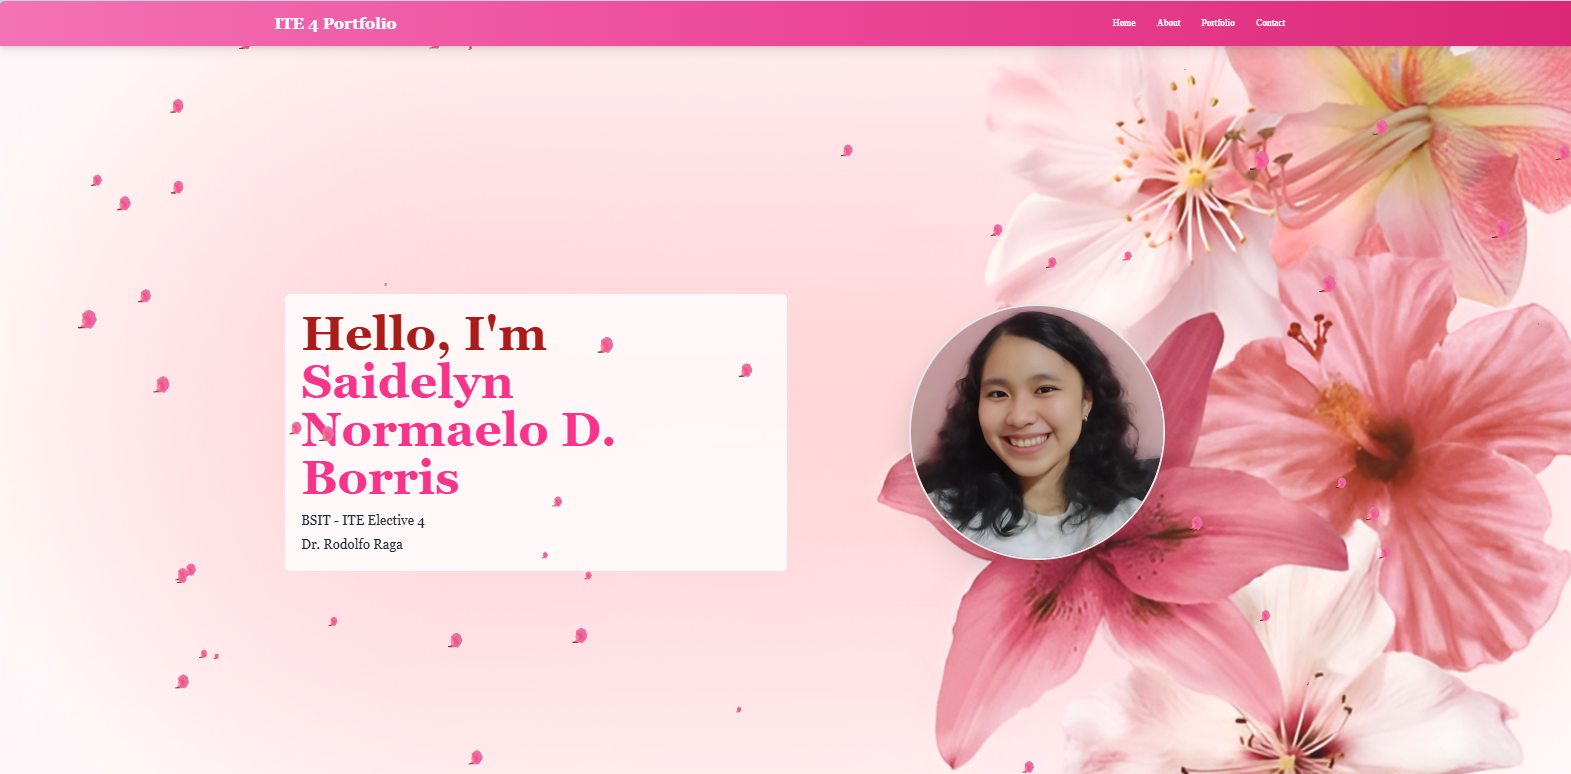 ITE 4 Portfolio
Home About Portfolio Contact
Hello, I'm
Saidelyn
Normaelo D.
Borris
BSIT - ITE Elective 4
Dr. Rodolfo Raga